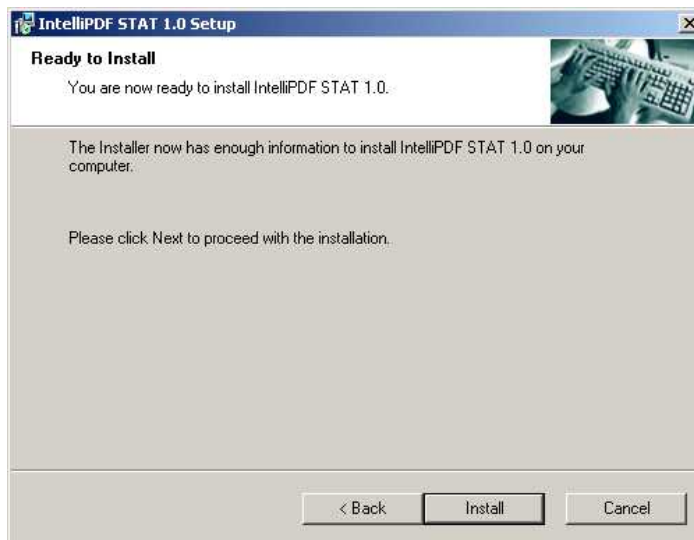 IntelliPDF STAT 1.0 Setup
Ready to Install
You are now ready to install IntelliPDF STAT 1.0.
The Installer now has enough information to install IntelliPDF STAT 1.0 on your
computer.
Please click Next to proceed with the installation.
< Back Install Cancel